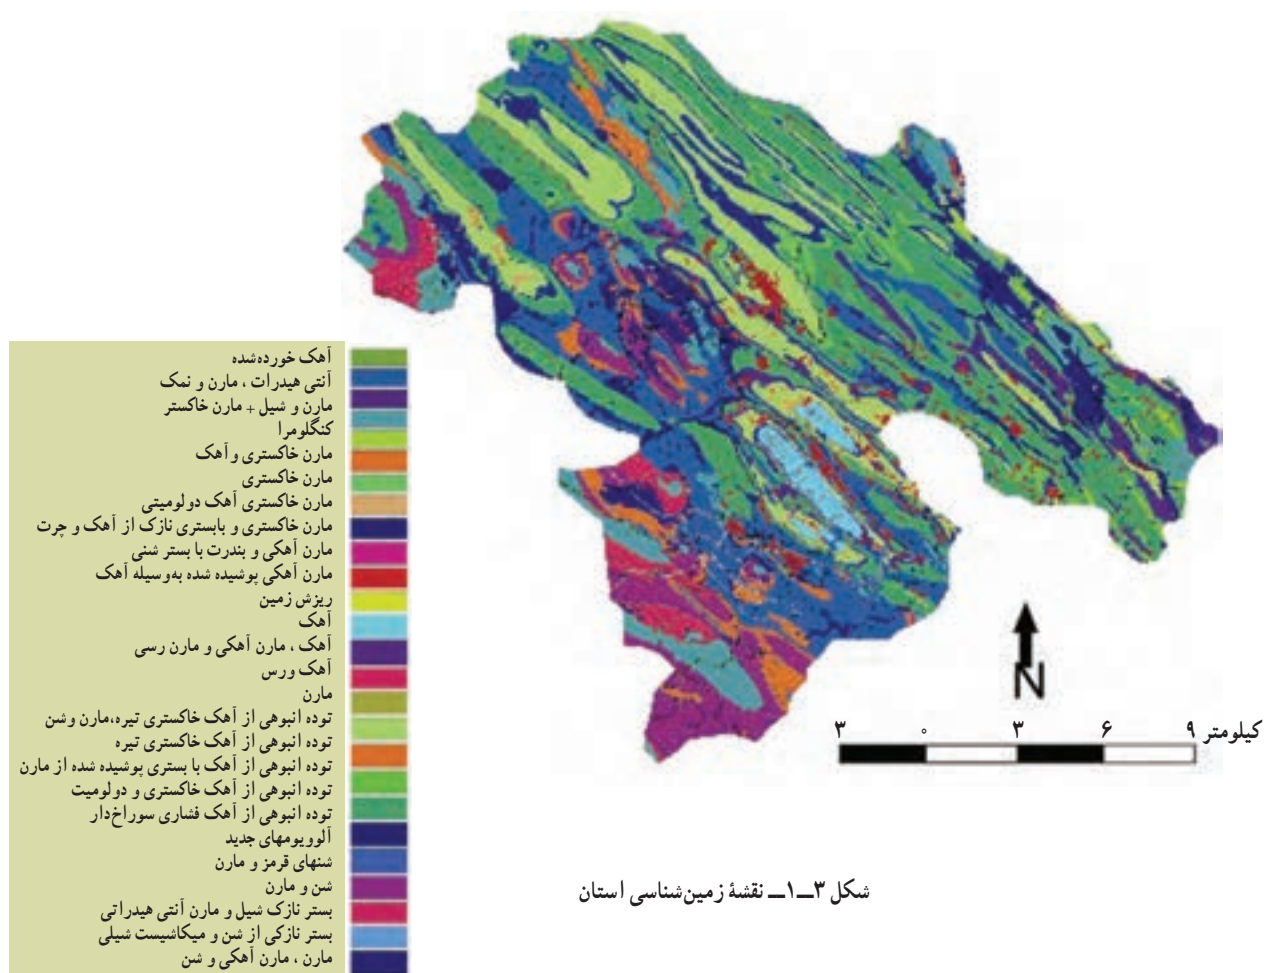 آهک خورده‌شده
آنتی هیدرات ، مارن و نمک
مارن و شیل + مارن خاکستر
کنگلومرا
مارن خاکستری و آهک
مارن خاکستری
مارن خاکستری آهک دولومیتی
مارن خاکستری و بابستری نازک از آهک و چرت
مارن آهکی و بندرت با بستر شنی
مارن آهکی پوشیده شده به‌وسیله آهک
ریزش زمین
آهک
آهک ، مارن آهکی و مارن رسی
آهک ورس
مارن
توده انبوهی از آهک خاکستری تیره،مارن وشن
توده انبوهی از آهک خاکستری تیره
توده انبوهی از آهک با بستری پوشیده شده از مارن
توده انبوهی از آهک خاکستری و دولومیت
توده انبوهی از آهک فشاری سوراخ‌دار
آلوویومهای جدید
شنهای قرمز و مارن
شن و مارن
بستر نازک شیل و مارن آنتی هیدراتی
بستر نازکی از شن و میکاشیست شیلی
مارن ، مارن آهکی و شن
N
۳ ۰ ۳ ۶ ۹ کیلومتر
شکل ۳ــ۱ــ نقشهٔ زمین‌شناسی استان